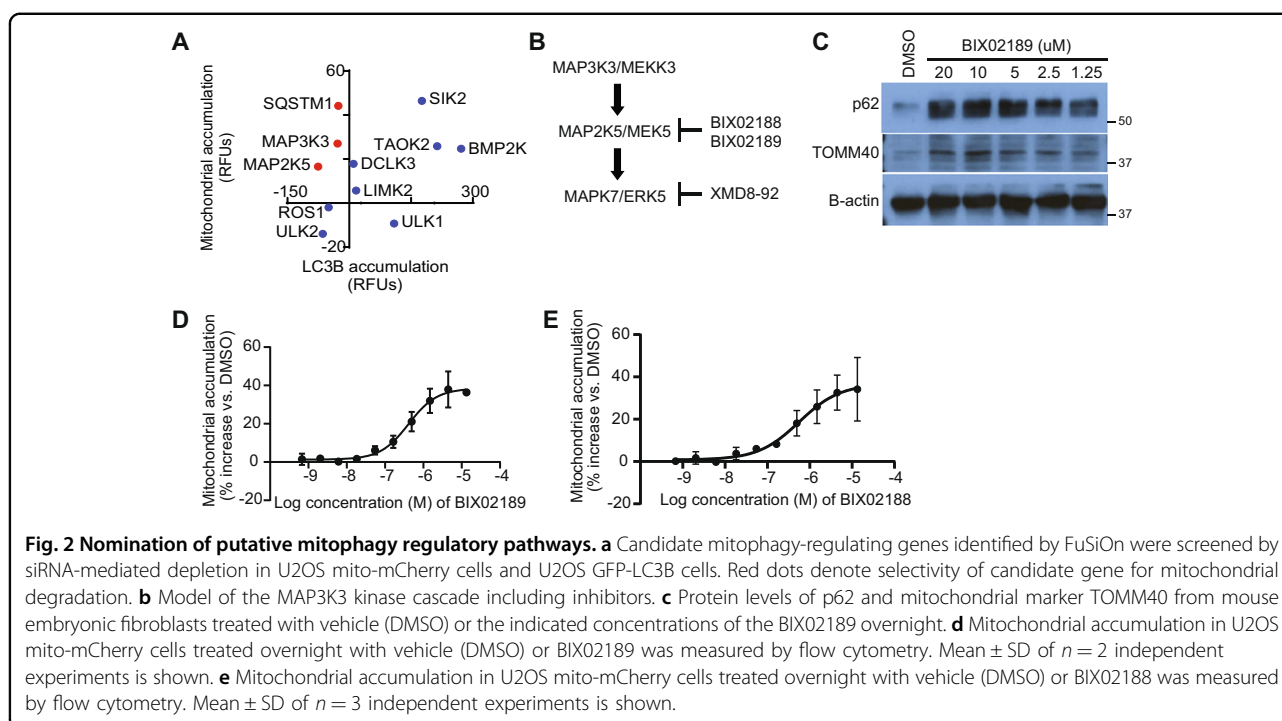 A
Mitochondrial accumulation
(RFUs)
60
SQSTM1
SIK2
MAP3K3
TAOK2
BMP2K
MAP2K5
DCLK3
LIMK2
-150
300
ROS1
ULK1
ULK2
-20
LC3B accumulation
(RFUs)
B
MAP3K3/MEKK3
MAP2K5/MEK5
BIX02188
BIX02189
MAPK7/ERK5
XMD8-92
C
DMSO
BIX02189 (uM)
20 10 5 2.5 1.25
p62
50
TOMM40
37
B-actin
37
D
Mitochondrial accumulation
(% increase vs. DMSO)
60
40
20
0
-20
-9 -8 -7 -6 -5 -4
Log concentration (M) of BIX02189
E
Mitochondrial accumulation
(% increase vs. DMSO)
60
40
20
0
-20
-9 -8 -7 -6 -5 -4
Log concentration (M) of BIX02188
Fig. 2 Nomination of putative mitophagy regulatory pathways. a Candidate mitophagy-regulating genes identified by FuSiOn were screened by
siRNA-mediated depletion in U2OS mito-mCherry cells and U2OS GFP-LC3B cells. Red dots denote selectivity of candidate gene for mitochondrial
degradation. b Model of the MAP3K3 kinase cascade including inhibitors. c Protein levels of p62 and mitochondrial marker TOMM40 from mouse
embryonic fibroblasts treated with vehicle (DMSO) or the indicated concentrations of the BIX02189 overnight. d Mitochondrial accumulation in U2OS
mito-mCherry cells treated overnight with vehicle (DMSO) or BIX02189 was measured by flow cytometry. Mean ± SD of n = 2 independent
experiments is shown. e Mitochondrial accumulation in U2OS mito-mCherry cells treated overnight with vehicle (DMSO) or BIX02188 was measured
by flow cytometry. Mean ± SD of n = 3 independent experiments is shown.